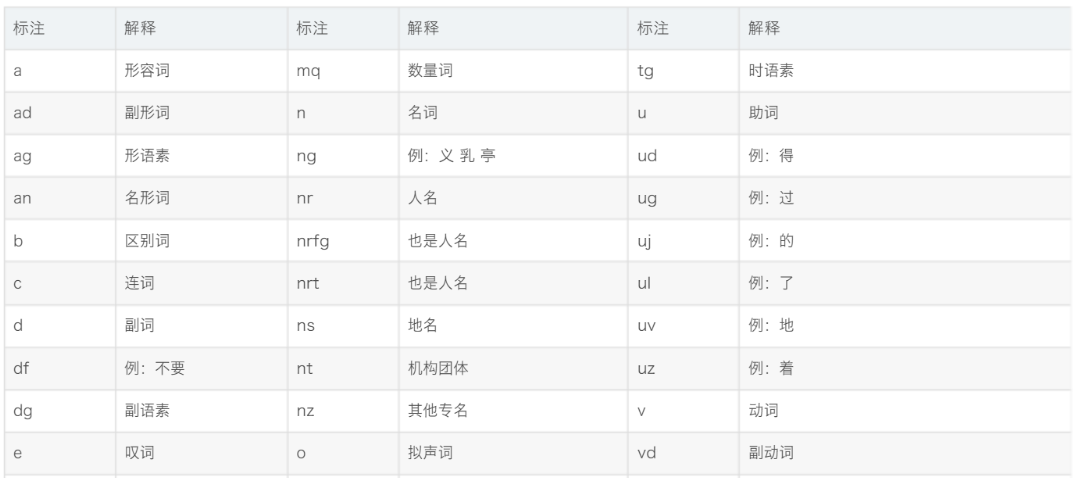 标注 解释 标注 解释 标注 解释
a 形容词 mq 数量词 tg 时语素
ad 副形词 n 名词 u 助词
ag 形语素 ng 例：义 乳 亭 ud 例：得
an 名形词 nr 人名 ug 例：过
b 区别词 nrfg 也是人名 uj 例：的
c 连词 nrt 也是人名 ul 例：了
d 副词 ns 地名 uv 例：地
df 例：不要 nt 机构团体 uz 例：着
dg 副语素 nz 其他专名 v 动词
e 叹词 o 拟声词 vd 副动词